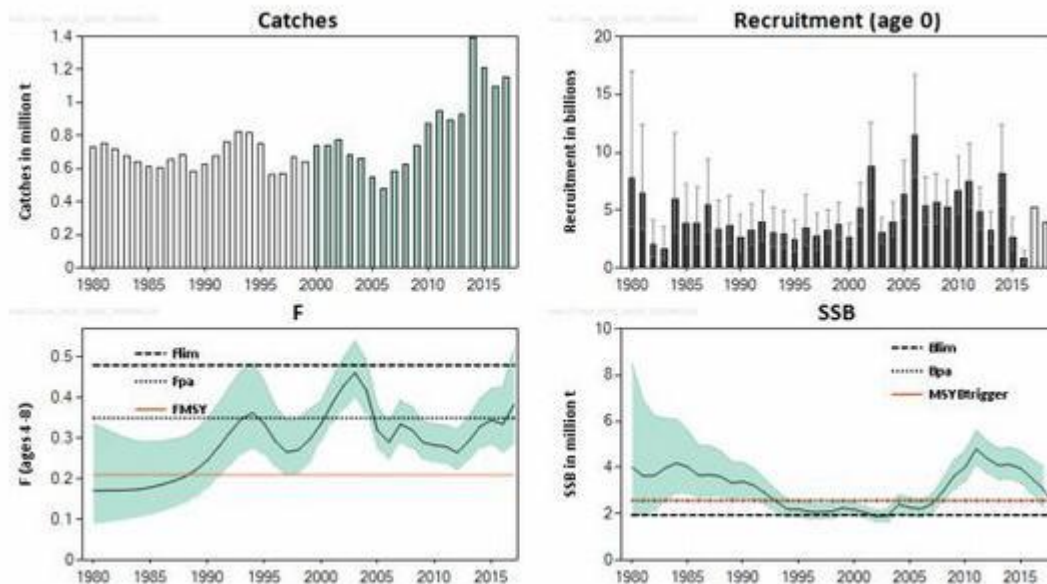 Catches
Catches in million t
1.4
1.2
1
0.8
0.6
0.4
0.2
0
1980 1985 1990 1995 2000 2005 2010 2015
Recruitment (age 0)
Recruitment in billions
20
15
10
5
0
1980 1985 1990 1995 2000 2005 2010 2015
F
F (ages 4-8)
0.5
0.4
0.3
0.2
0.1
0
Flim
Fpa
FMSY
1980 1985 1990 1995 2000 2005 2010 2015
SSB
SSB in million t
10
8
6
4
2
0
Blim
Bpa
MSYBtrigger
1980 1985 1990 1995 2000 2005 2010 2015